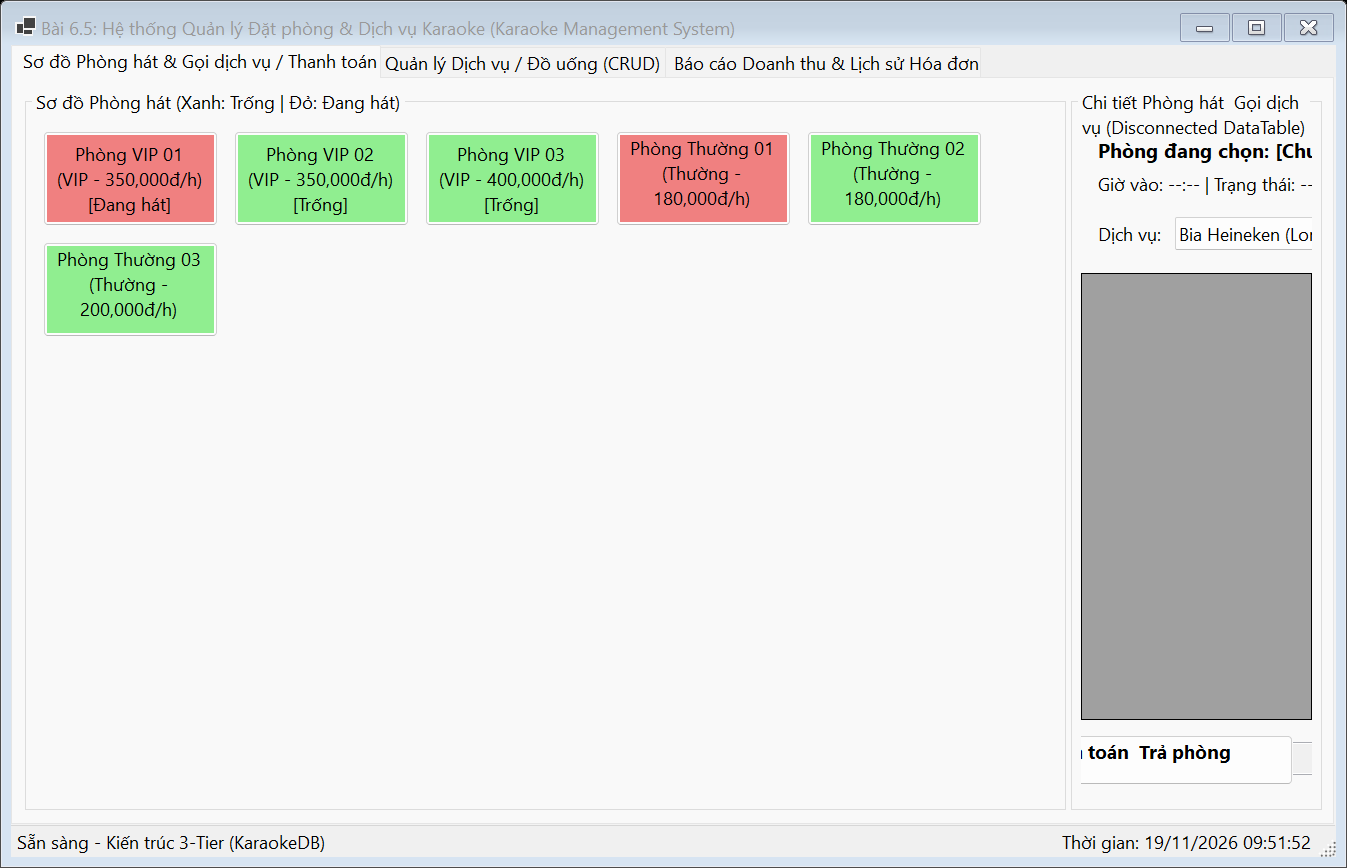 Bài 6.5: Hệ thống Quản lý Đặt phòng & Dịch vụ Karaoke (Karaoke Management System)
Sơ đồ Phòng hát & Gọi dịch vụ / Thanh toán
Quản lý Dịch vụ / Đồ uống (CRUD)
Báo cáo Doanh thu & Lịch sử Hóa đơn
Sơ đồ Phòng hát (Xanh: Trống | Đỏ: Đang hát)
Phòng VIP 01
(VIP - 350,000đ/h)
[Đang hát]
Phòng VIP 02
(VIP - 350,000đ/h)
[Trống]
Phòng VIP 03
(VIP - 400,000đ/h)
[Trống]
Phòng Thường 01
(Thường -
180,000đ/h)
Phòng Thường 02
(Thường -
180,000đ/h)
Phòng Thường 03
(Thường -
200,000đ/h)
Chi tiết Phòng hát  Gọi dịch
vụ (Disconnected DataTable)
Phòng đang chọn: [Chư
Giờ vào: --:-- | Trạng thái: --
Dịch vụ:
Bia Heineken (Lon
toán  Trả phòng
Sẵn sàng - Kiến trúc 3-Tier (KaraokeDB)
Thời gian: 19/11/2026 09:51:52